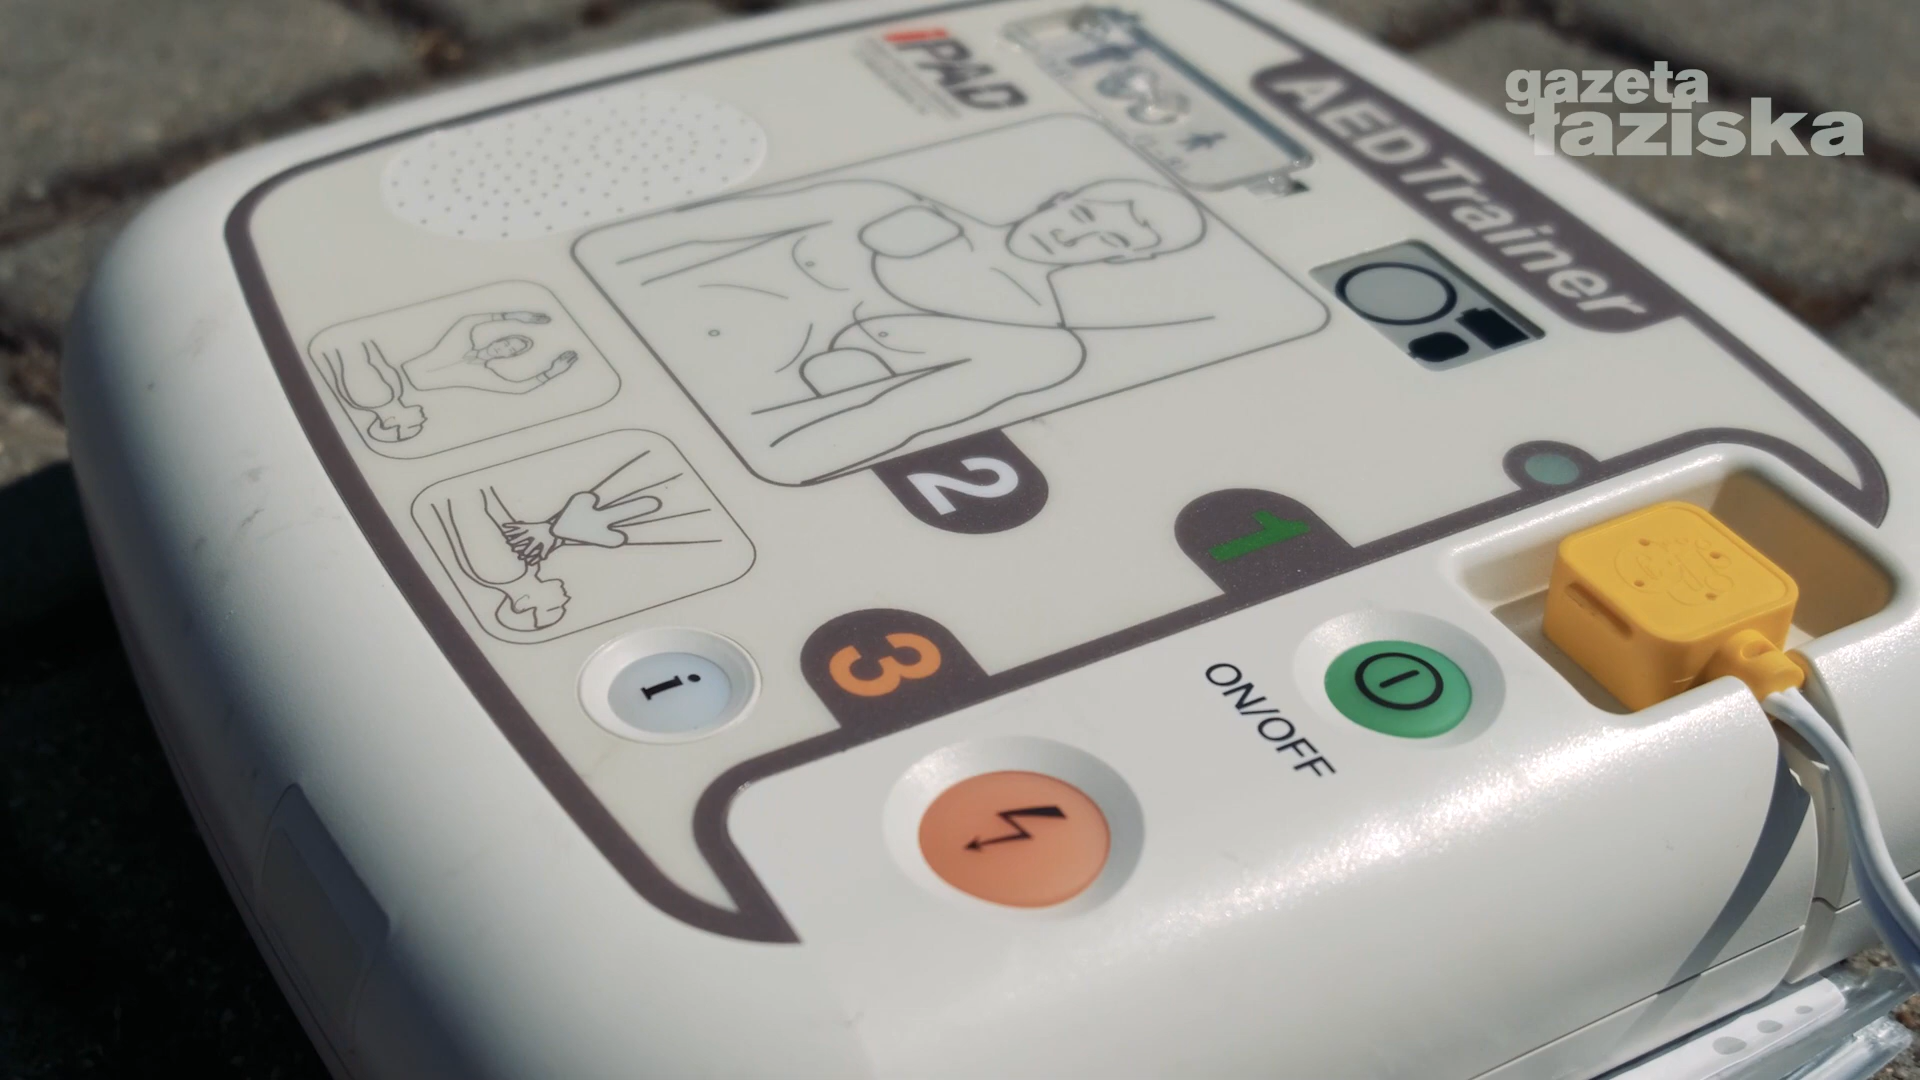 gazeta
łaziska
iPAD
AED Trainer
2
1
3
i
ON/OFF